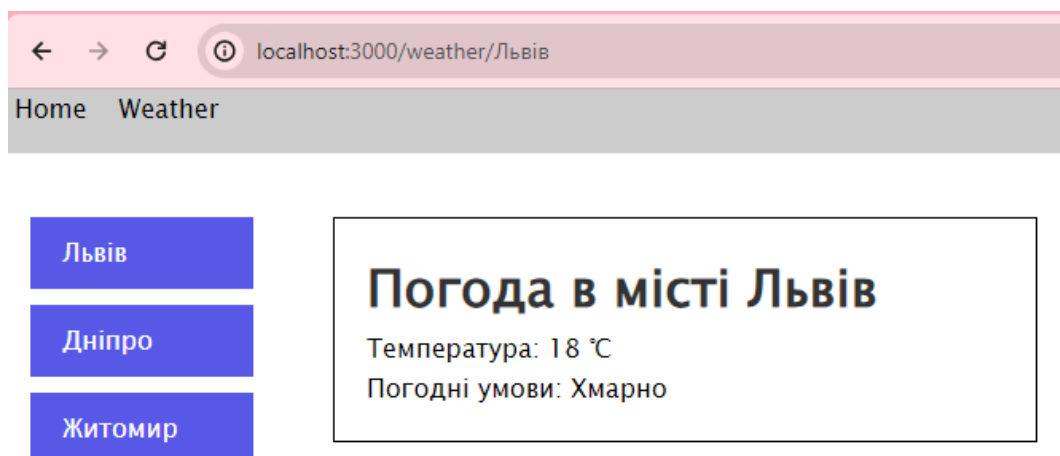 localhost:3000/weather/Львів
Home Weather
Львів
Дніпро
Житомир
Погода в місті Львів
Температура: 18 ℃
Погодні умови: Хмарно